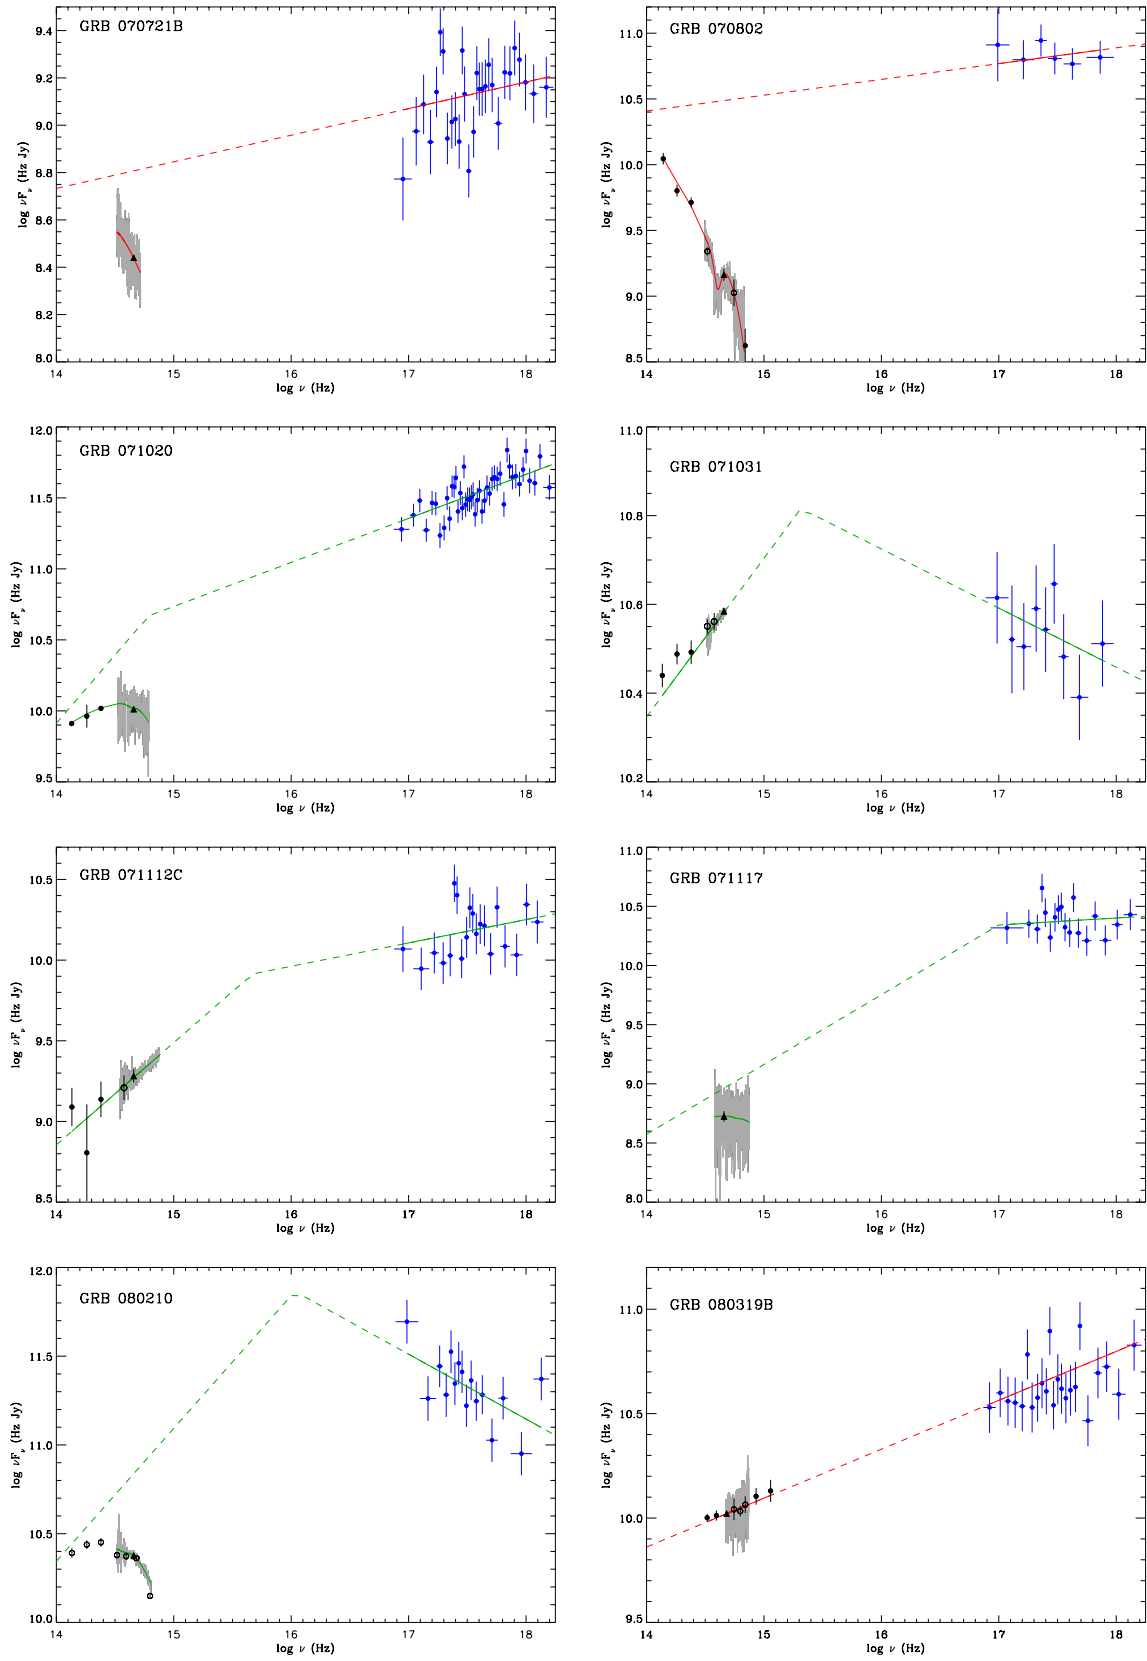 GRB 070721B
9.4
9.2
9.0
8.8
8.6
8.4
8.2
8.0
log νFν (Hz Jy)
14 15 16 17 18
log ν (Hz)
GRB 070802
11.0
10.5
10.0
9.5
9.0
8.5
log νFν (Hz Jy)
14 15 16 17 18
log ν (Hz)
GRB 071020
12.0
11.5
11.0
10.5
10.0
9.5
log νFν (Hz Jy)
14 15 16 17 18
log ν (Hz)
GRB 071031
11.0
10.8
10.6
10.4
10.2
log νFν (Hz Jy)
14 15 16 17 18
log ν (Hz)
GRB 071112C
10.5
10.0
9.5
9.0
8.5
log νFν (Hz Jy)
14 15 16 17 18
log ν (Hz)
GRB 071117
11.0
10.5
10.0
9.5
9.0
8.5
8.0
log νFν (Hz Jy)
14 15 16 17 18
log ν (Hz)
GRB 080210
12.0
11.5
11.0
10.5
10.0
log νFν (Hz Jy)
14 15 16 17 18
log ν (Hz)
GRB 080319B
11.0
10.5
10.0
9.5
log νFν (Hz Jy)
14 15 16 17 18
log ν (Hz)